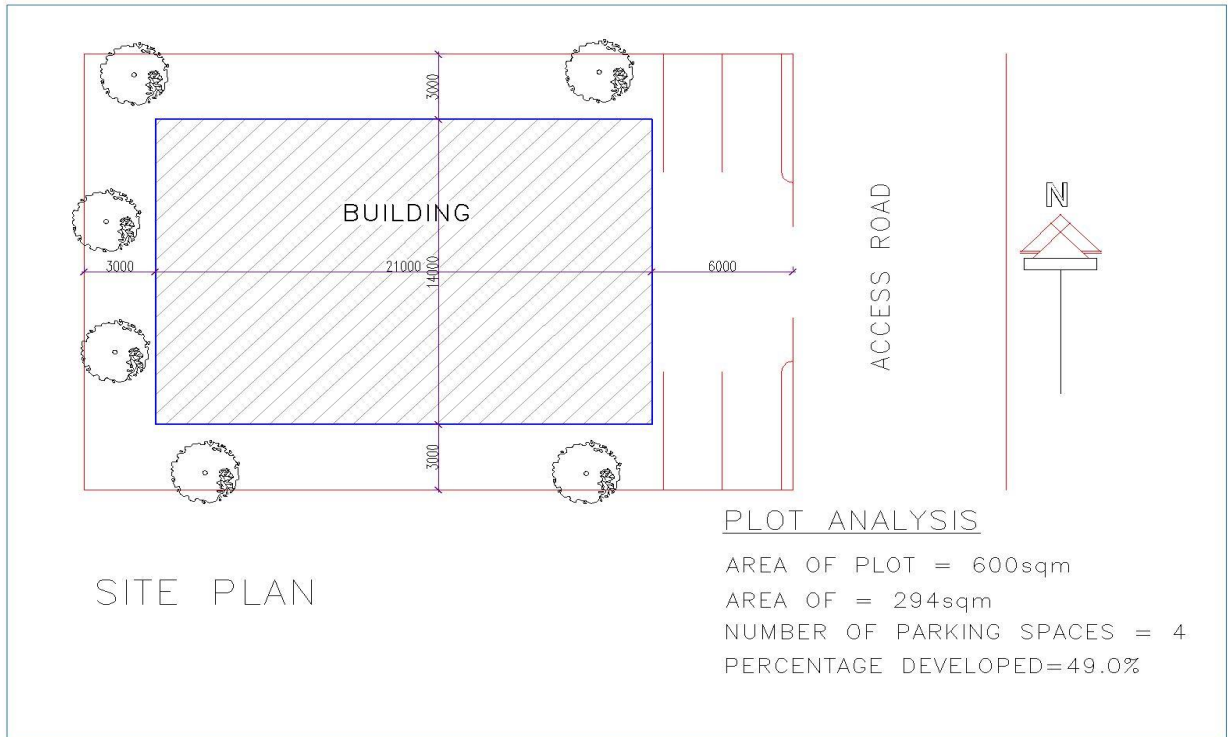 3000
BUILDING
N
ACCESS ROAD
3000
21000
14000
6000
3000
PLOT ANALYSIS
AREA OF PLOT = 600sqm
AREA OF = 294sqm
NUMBER OF PARKING SPACES = 4
PERCENTAGE DEVELOPED=49.0%
SITE PLAN